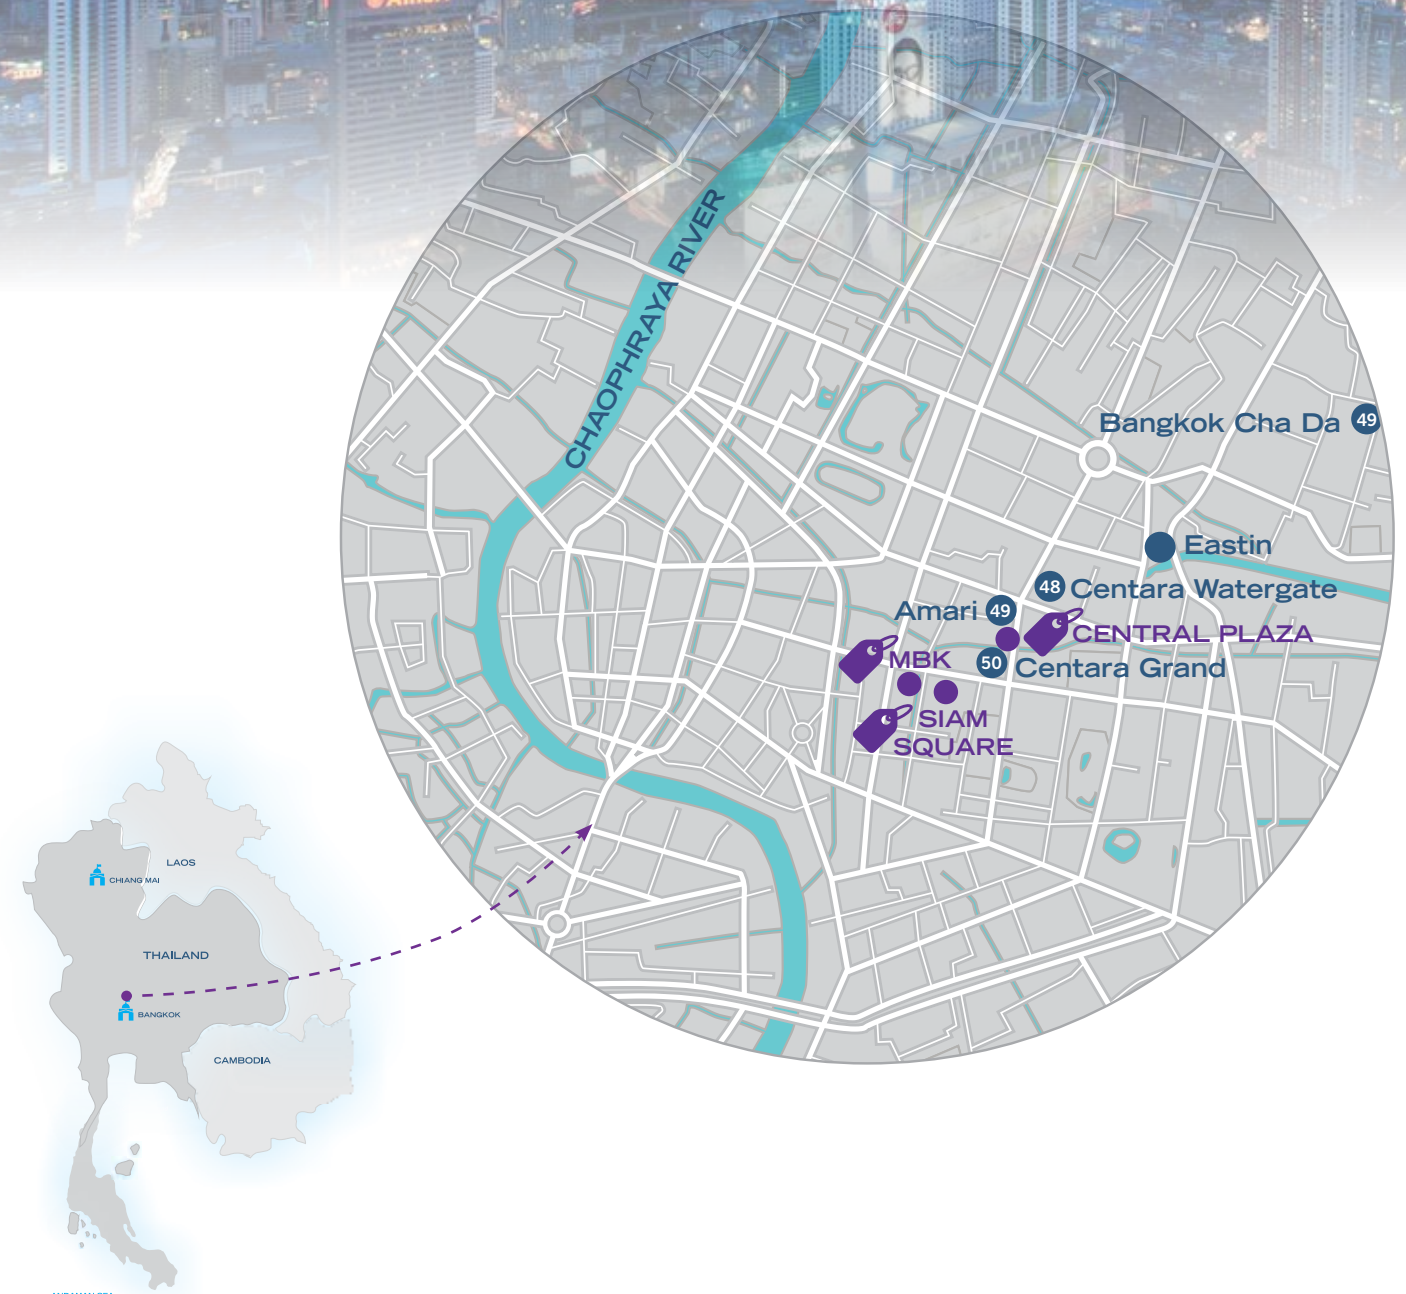 CHAOPHRAYA RIVER
Bangkok Cha Da 49
Eastin
48 Centara Watergate
Amari 49
CENTRAL PLAZA
MBK
50 Centara Grand
SIAM
SQUARE
LAOS
CHIANG MAI
THAILAND
BANGKOK
CAMBODIA